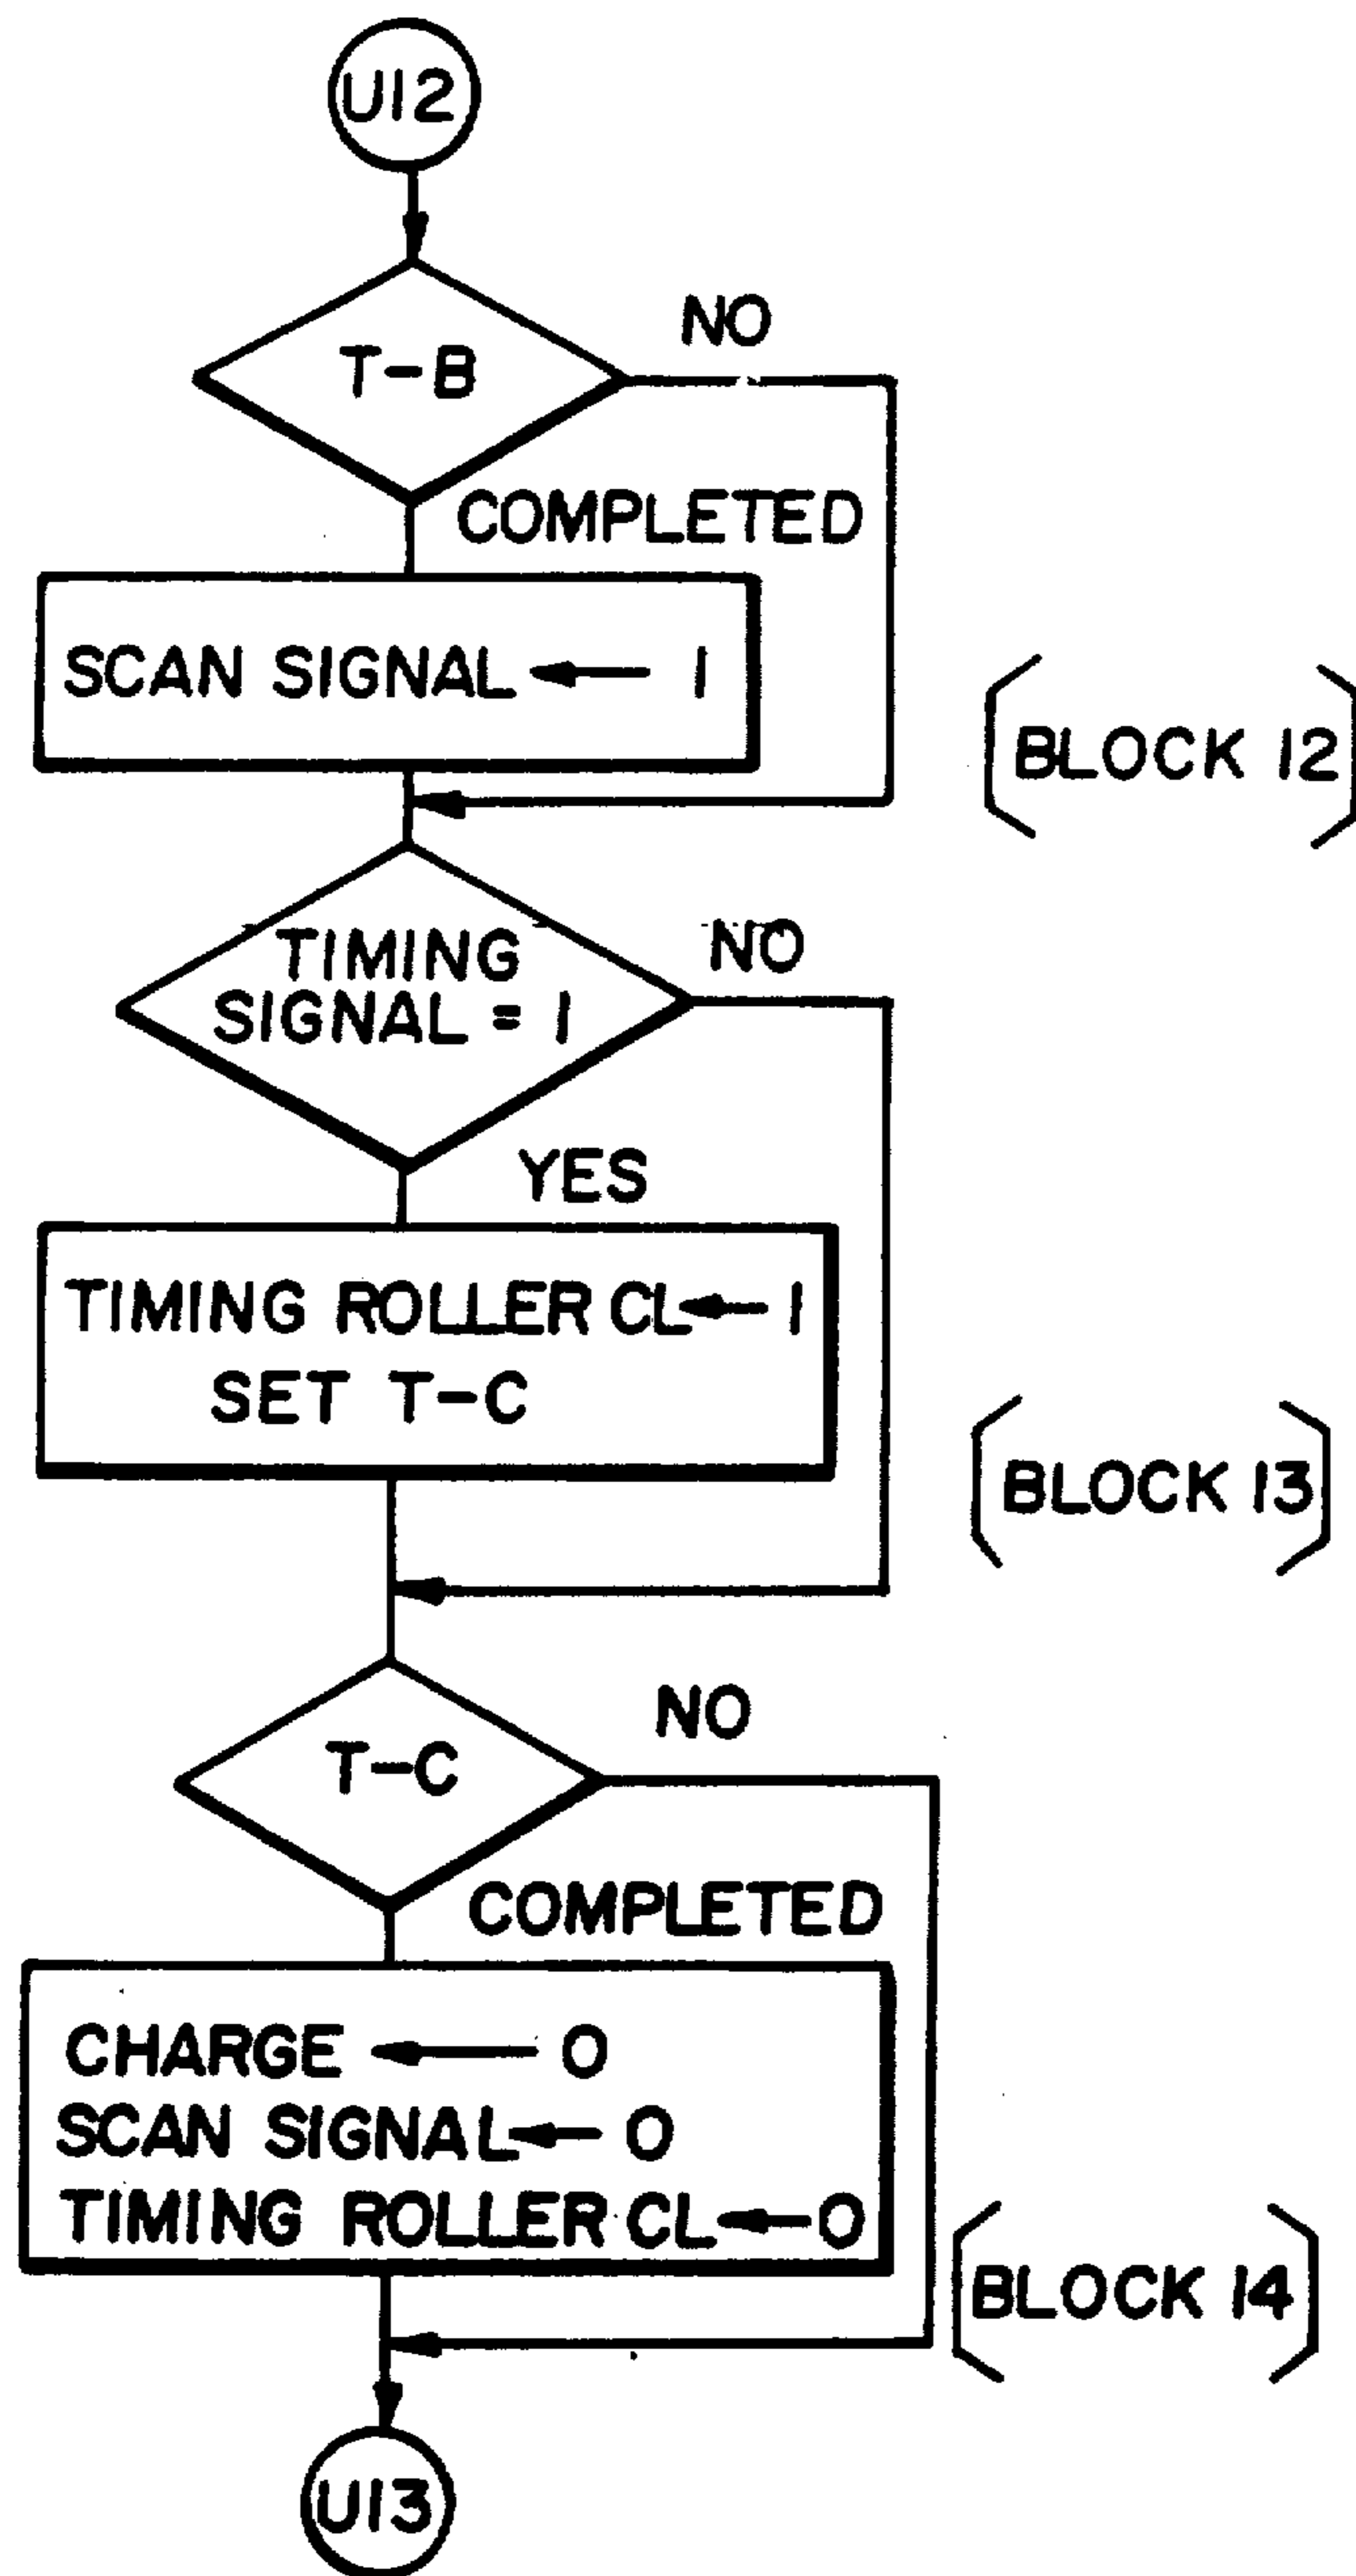 U12
T-B
NO
COMPLETED
SCAN SIGNAL ← 1
[BLOCK 12]
TIMING
SIGNAL = 1
NO
YES
TIMING ROLLER CL ← 1
SET T-C
[BLOCK 13]
T-C
NO
COMPLETED
CHARGE ← 0
SCAN SIGNAL ← 0
TIMING ROLLER CL ← 0
[BLOCK 14]
U13